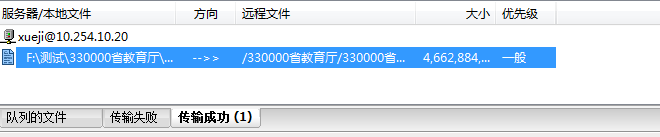 服务器/本地文件 方向 远程文件 大小 优先级
xueji@10.254.10.20
F:\测试\330000省教育厅\... -->> /330000省教育厅/330000省... 4,662,884,... 一般
队列的文件 传输失败 传输成功 (1)